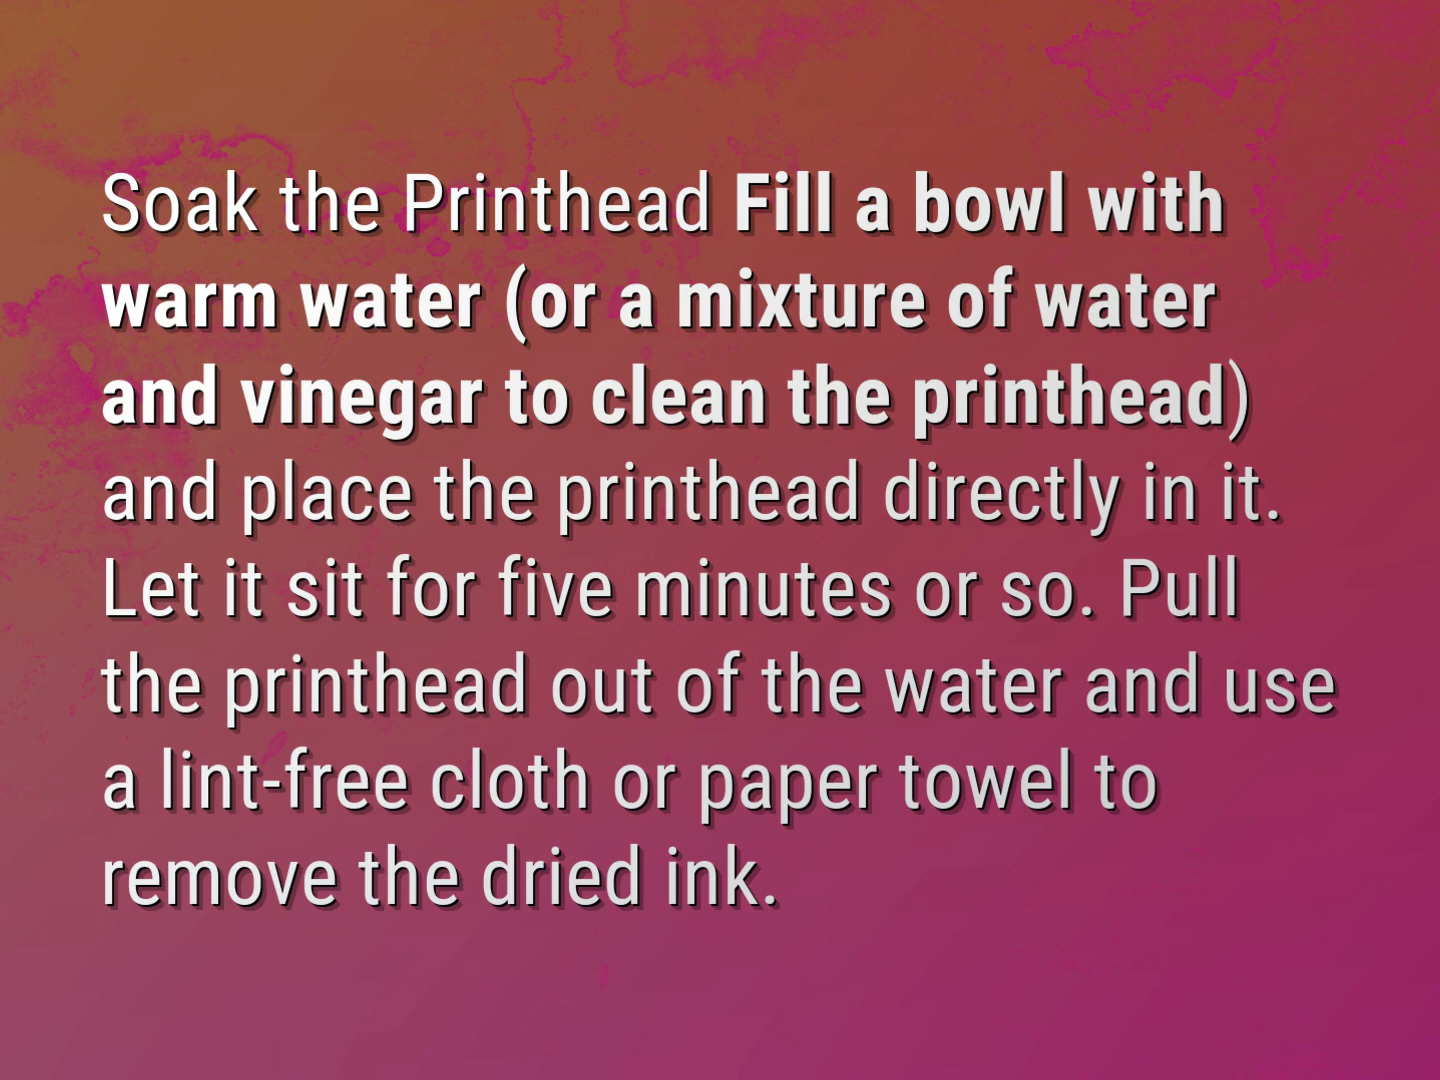 Soak the Printhead Fill a bowl with
warm water (or a mixture of water
and vinegar to clean the printhead)
and place the printhead directly in it.
Let it sit for five minutes or so. Pull
the printhead out of the water and use
a lint-free cloth or paper towel to
remove the dried ink.